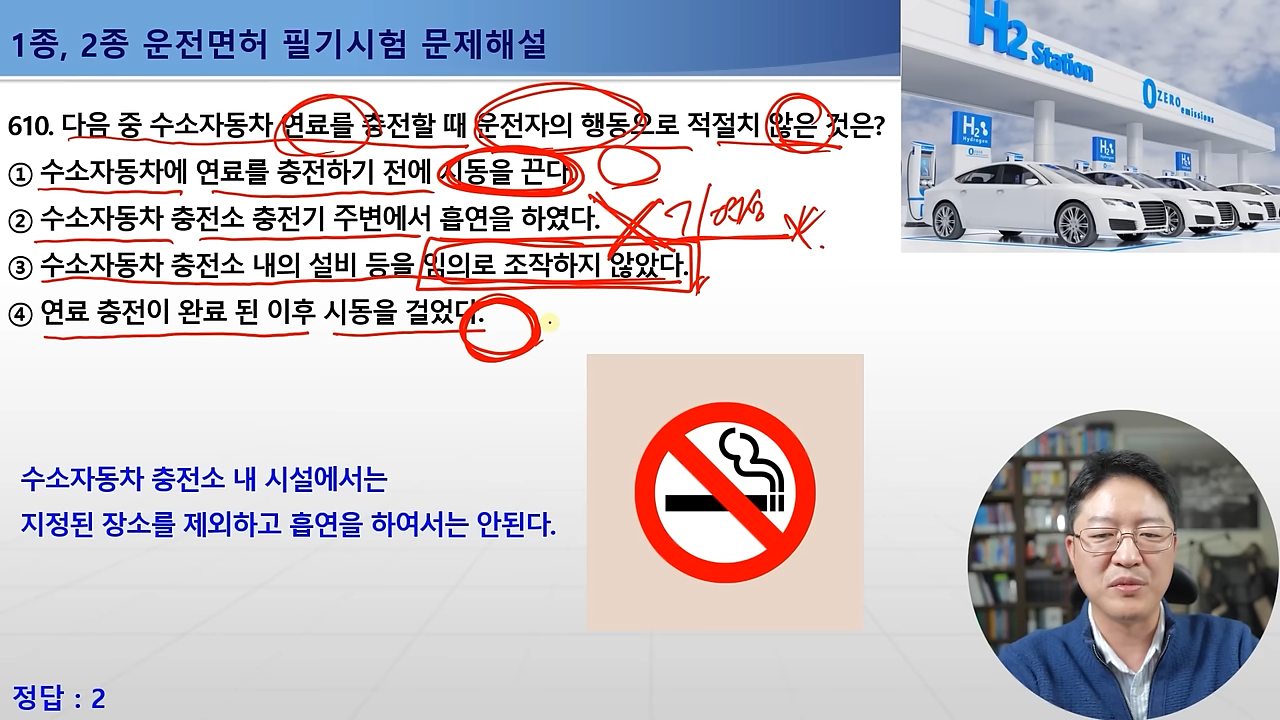 1종, 2종 운전면허 필기시험 문제해설
610. 다음 중 수소자동차 연료를 충전할 때 운전자의 행동으로 적절치 않은 것은?
① 수소자동차에 연료를 충전하기 전에 시동을 끈다.
② 수소자동차 충전소 충전기 주변에서 흡연을 하였다.
③ 수소자동차 충전소 내의 설비 등을 임의로 조작하지 않았다.
④ 연료 충전이 완료 된 이후 시동을 걸었다.
수소자동차 충전소 내 시설에서는
지정된 장소를 제외하고 흡연을 하여서는 안된다.
정답 : 2
H2 Station
0 ZERO emissions
H2
Hydrogen
H2
H2